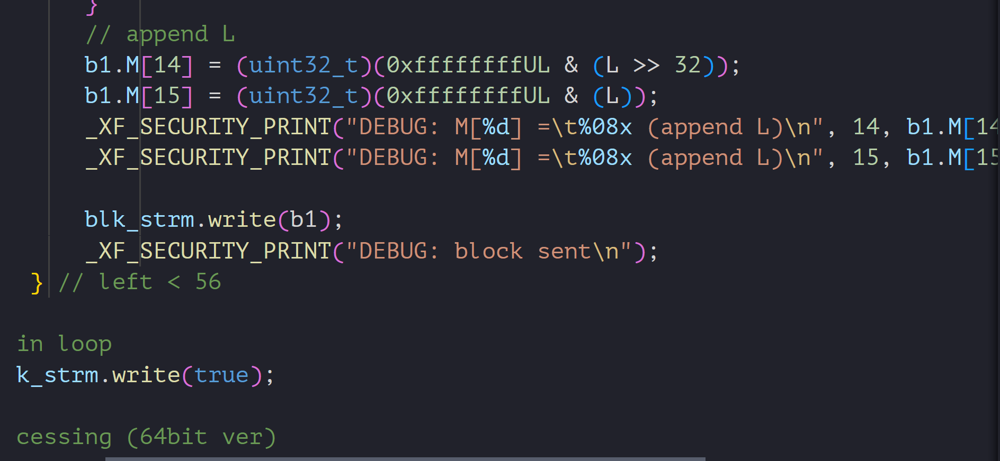 }
// append L
b1.M[14] = (uint32_t)(0xffffffffUL & (L >> 32));
b1.M[15] = (uint32_t)(0xffffffffUL & (L));
_XF_SECURITY_PRINT("DEBUG: M[%d] =\t%08x (append L)\n", 14, b1.M[14
_XF_SECURITY_PRINT("DEBUG: M[%d] =\t%08x (append L)\n", 15, b1.M[15
blk_strm.write(b1);
_XF_SECURITY_PRINT("DEBUG: block sent\n");
} // left < 56
in loop
k_strm.write(true);
cessing (64bit ver)